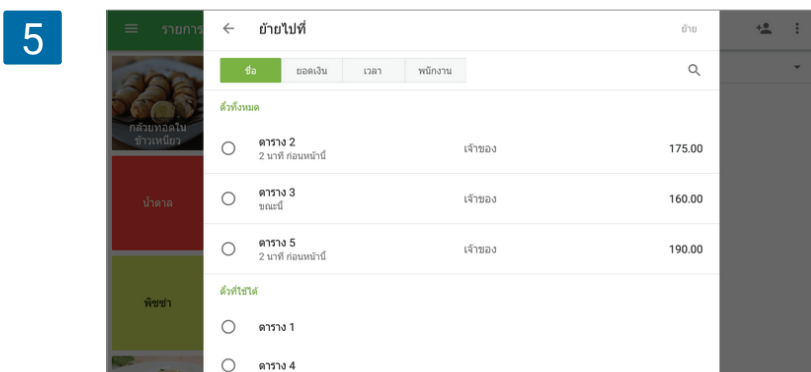 5
รายการ
ย้ายไปที่
ย้าย
ชื่อ
ยอดเงิน
เวลา
พนักงาน
ตั๋วทั้งหมด
ตาราง 2
2 นาที ก่อนหน้านี้
เจ้าของ
175.00
ตาราง 3
ขณะนี้
เจ้าของ
160.00
ตาราง 5
2 นาที ก่อนหน้านี้
เจ้าของ
190.00
ตั๋วที่ใช้ได้
ตาราง 1
ตาราง 4
กล้วยทอดใน
ข้าวเหนียว
น้ำตาล
พิซซ่า